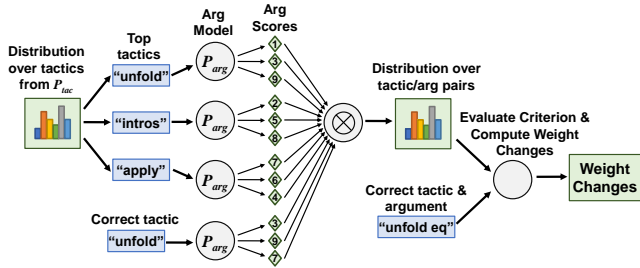 Distribution
over tactics
from P_tac
Top
tactics
Arg
Model
Arg
Scores
"unfold"
"intros"
"apply"
Correct tactic
"unfold"
P_arg
P_arg
P_arg
P_arg
1
3
9
2
5
8
7
6
4
3
9
7
⊗
Distribution over
tactic/arg pairs
Evaluate Criterion &
Compute Weight
Changes
Correct tactic &
argument
"unfold eq"
Weight
Changes